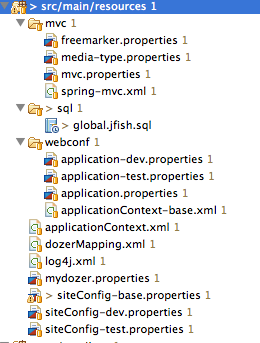 > src/main/resources 1
mvc
freemarker.properties 1
media-type.properties 1
mvc.properties 1
spring-mvc.xml 1
> sql
> global.jfish.sql
webconf
application-dev.properties 1
application-test.properties 1
application.properties 1
applicationContext-base.xml 1
applicationContext.xml 1
dozerMapping.xml 1
log4j.xml 1
mydozer.properties 1
> siteConfig-base.properties 1
siteConfig-dev.properties 1
siteConfig-test.properties 1